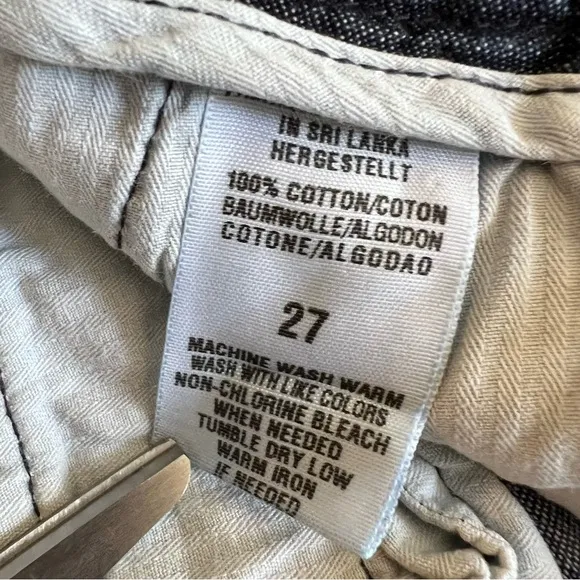 IN SRI LANKA
HERGESTELLT
100% COTTON/COTON
BAUMWOLLE/ALGODON
COTONE/ALGODAO
27
MACHINE WASH WARM
WASH WITH LIKE COLORS
NON-CHLORINE BLEACH
WHEN NEEDED
TUMBLE DRY LOW
WARM IRON
IF NEEDED